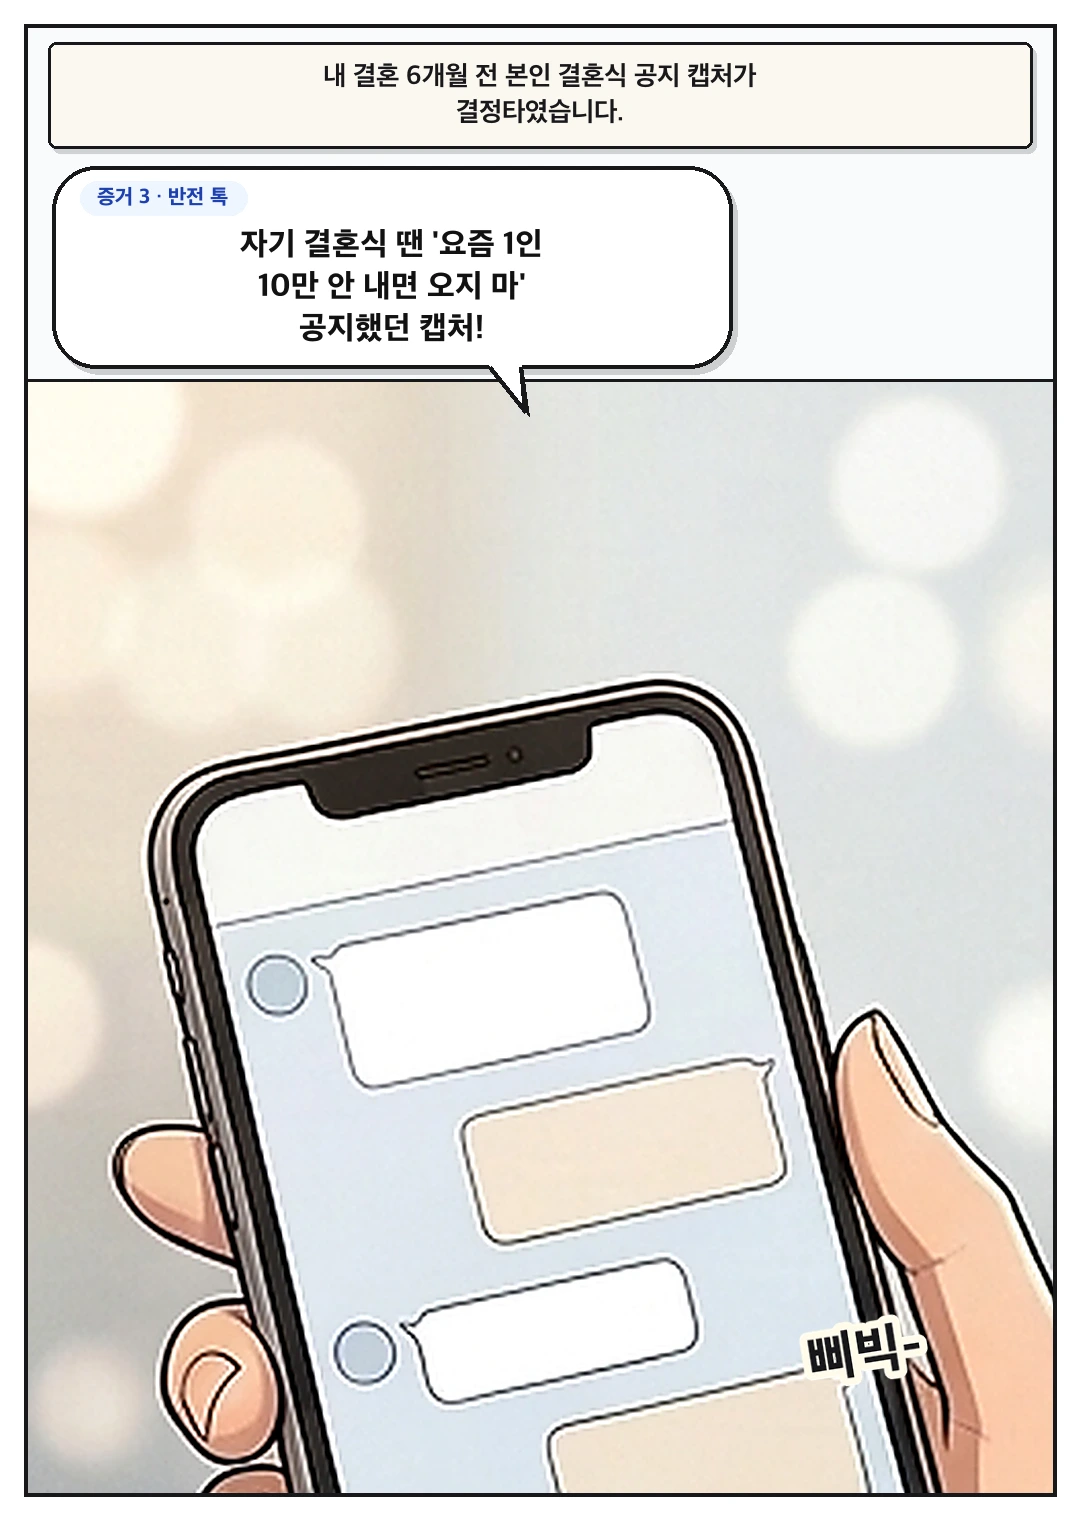 내 결혼 6개월 전 본인 결혼식 공지 캡처가
결정타였습니다.
증거 3 · 반전 톡
자기 결혼식 땐 '요즘 1인
10만 안 내면 오지 마'
공지했던 캡처!
삐빅-